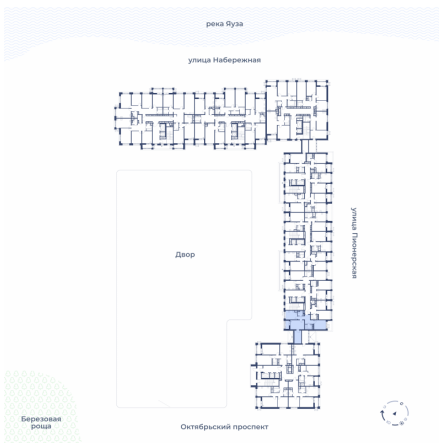 река Яуза
улица Набережная
улица Пионерская
Двор
Березовая
роща
Октябрьский проспект